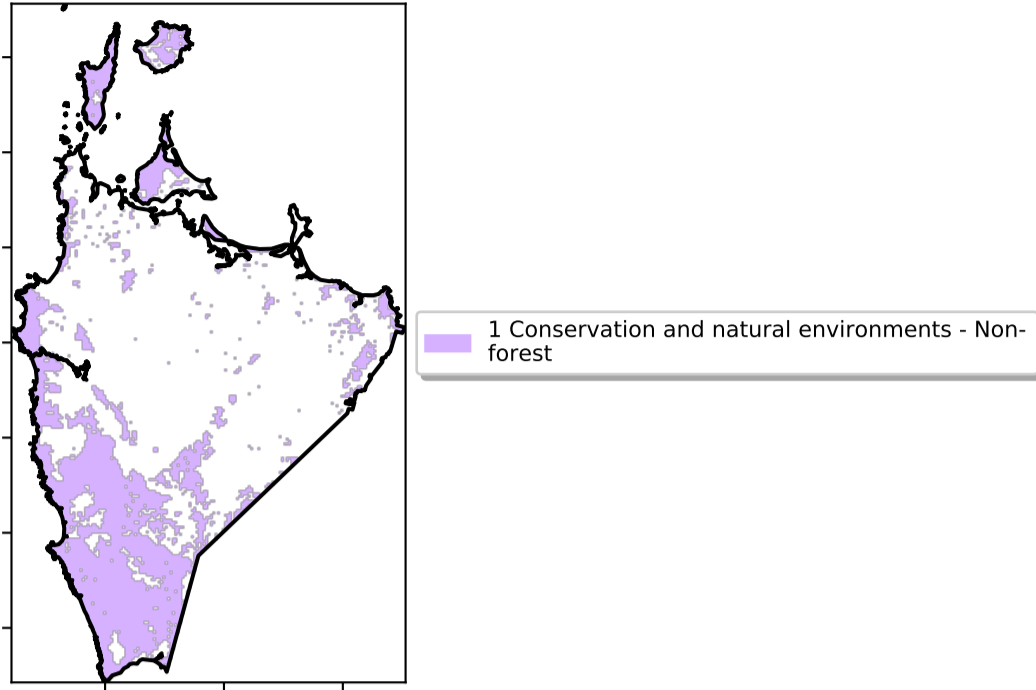 1 Conservation and natural environments - Non-
forest